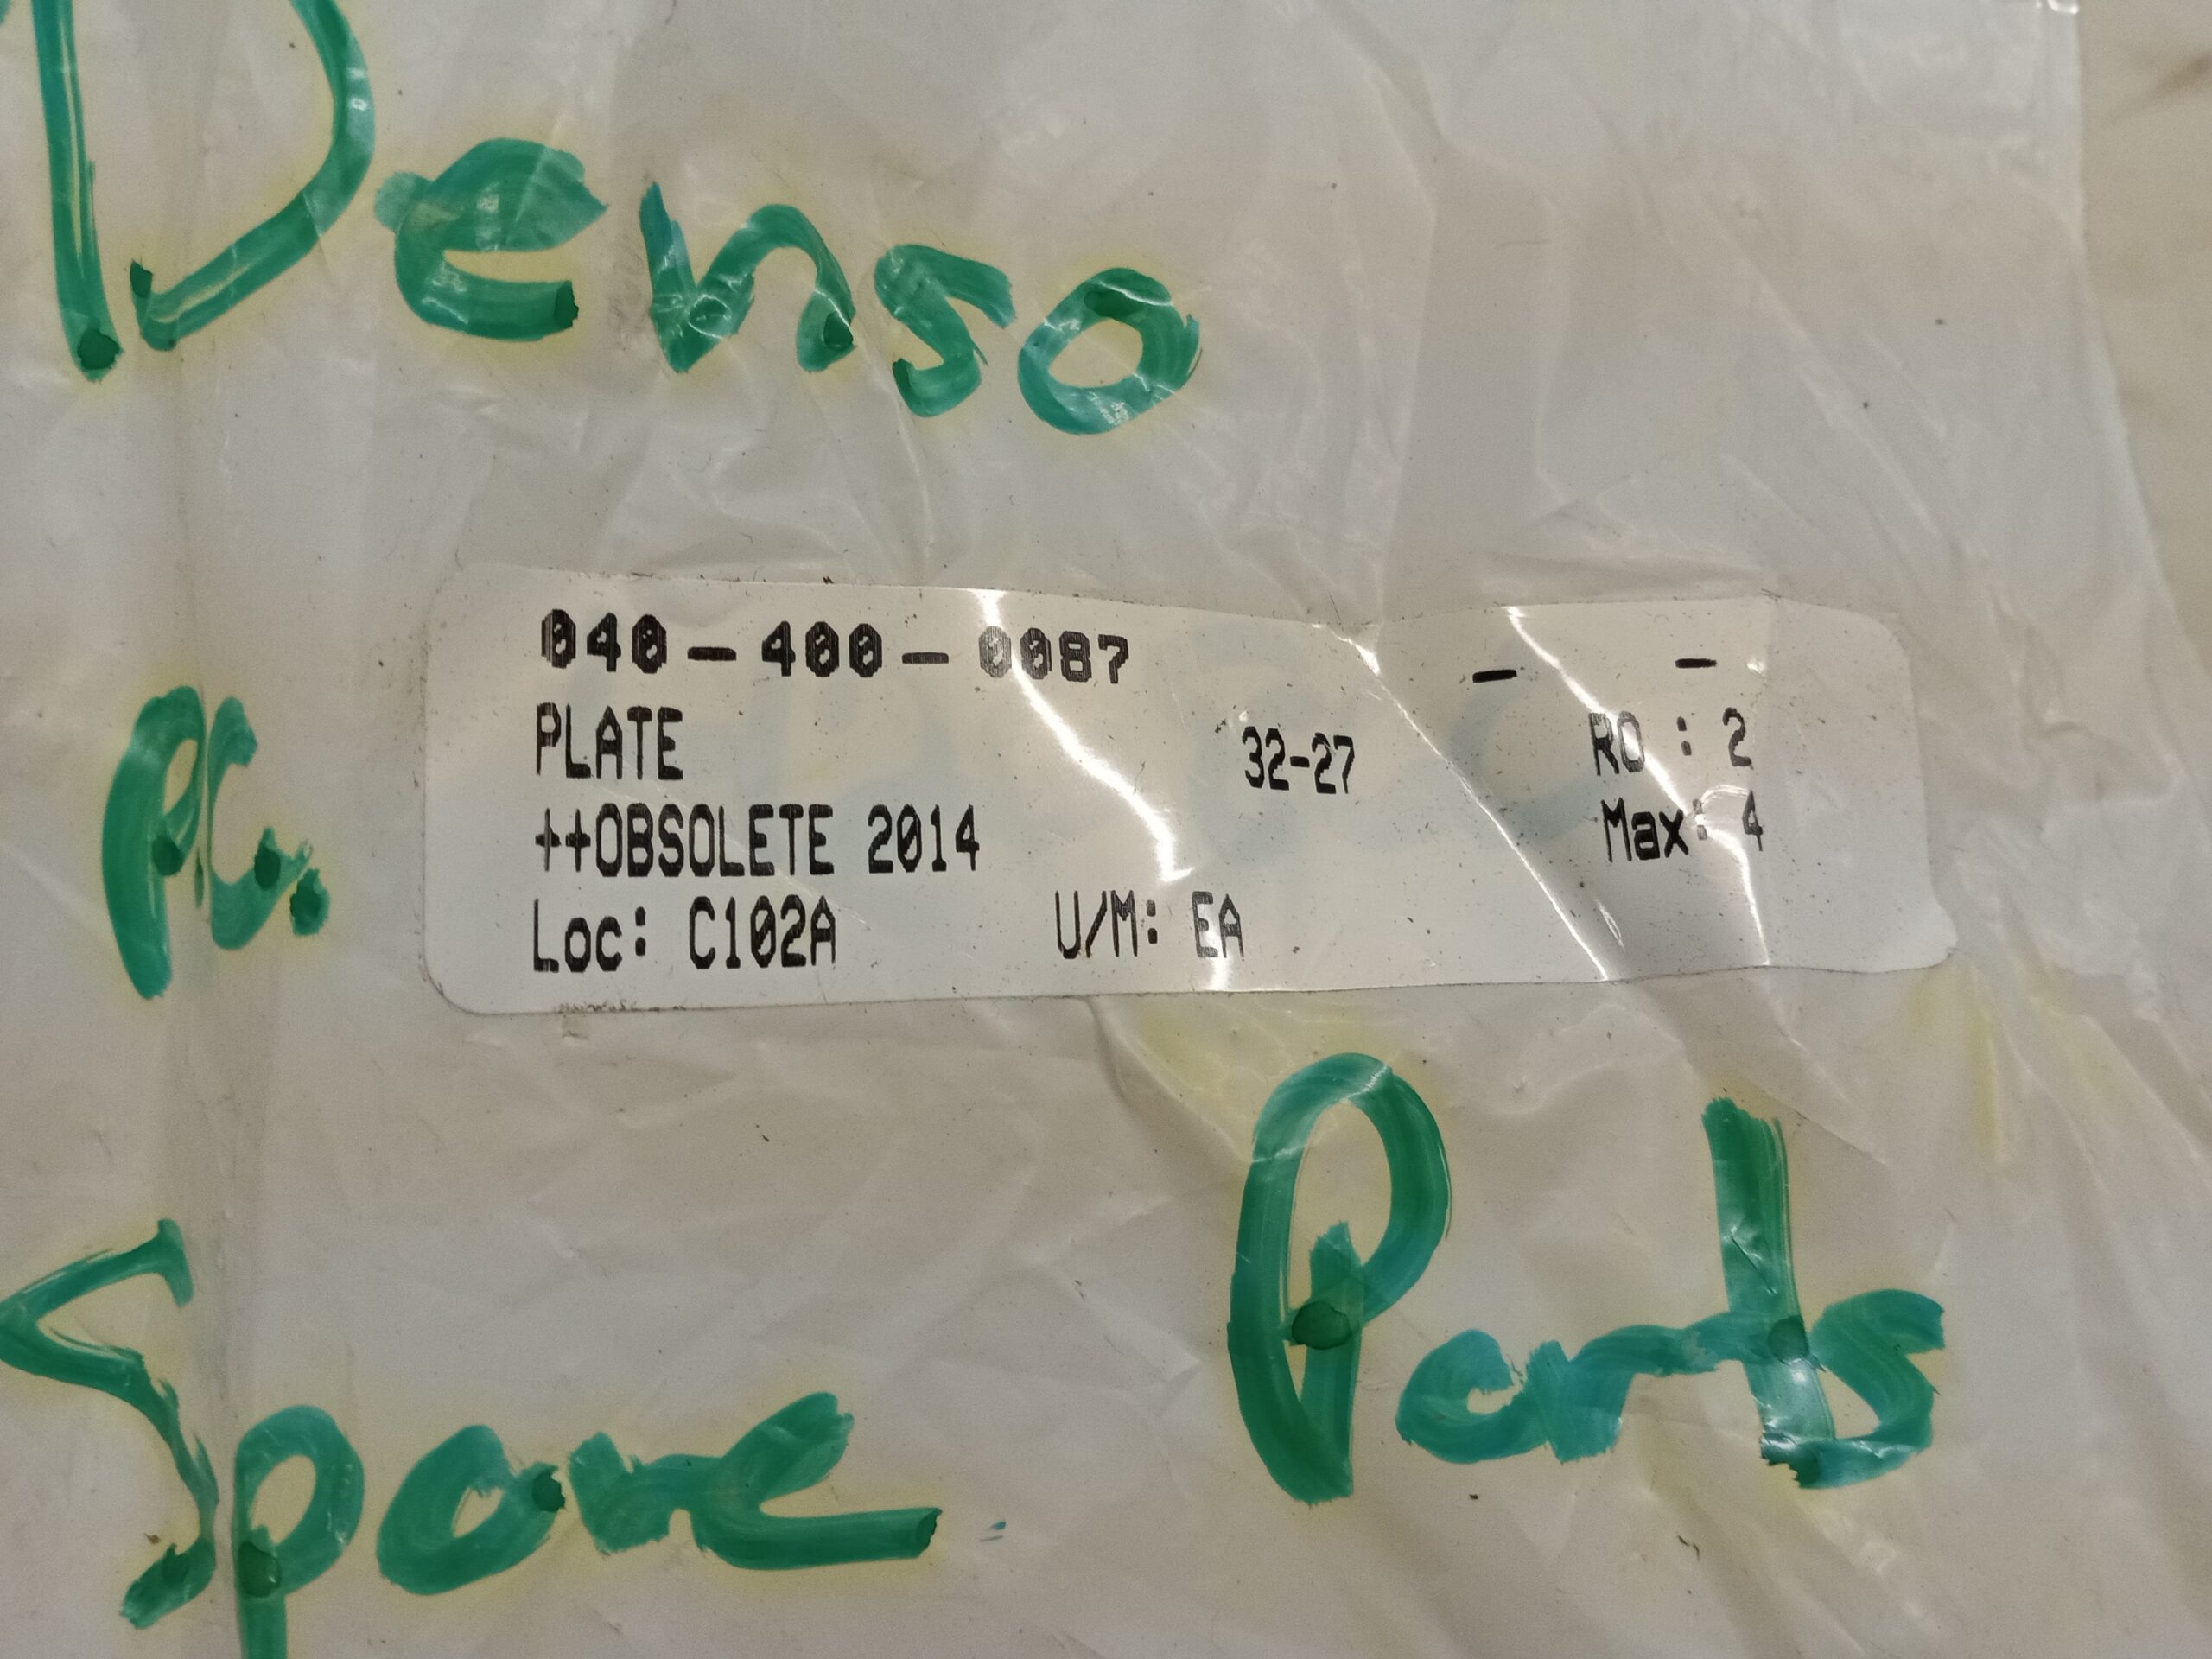 Denso
040-400-0087 - -
PLATE 32-27 RO : 2
++OBSOLETE 2014 Max: 4
Loc: C102A U/M: EA
Spare Parts